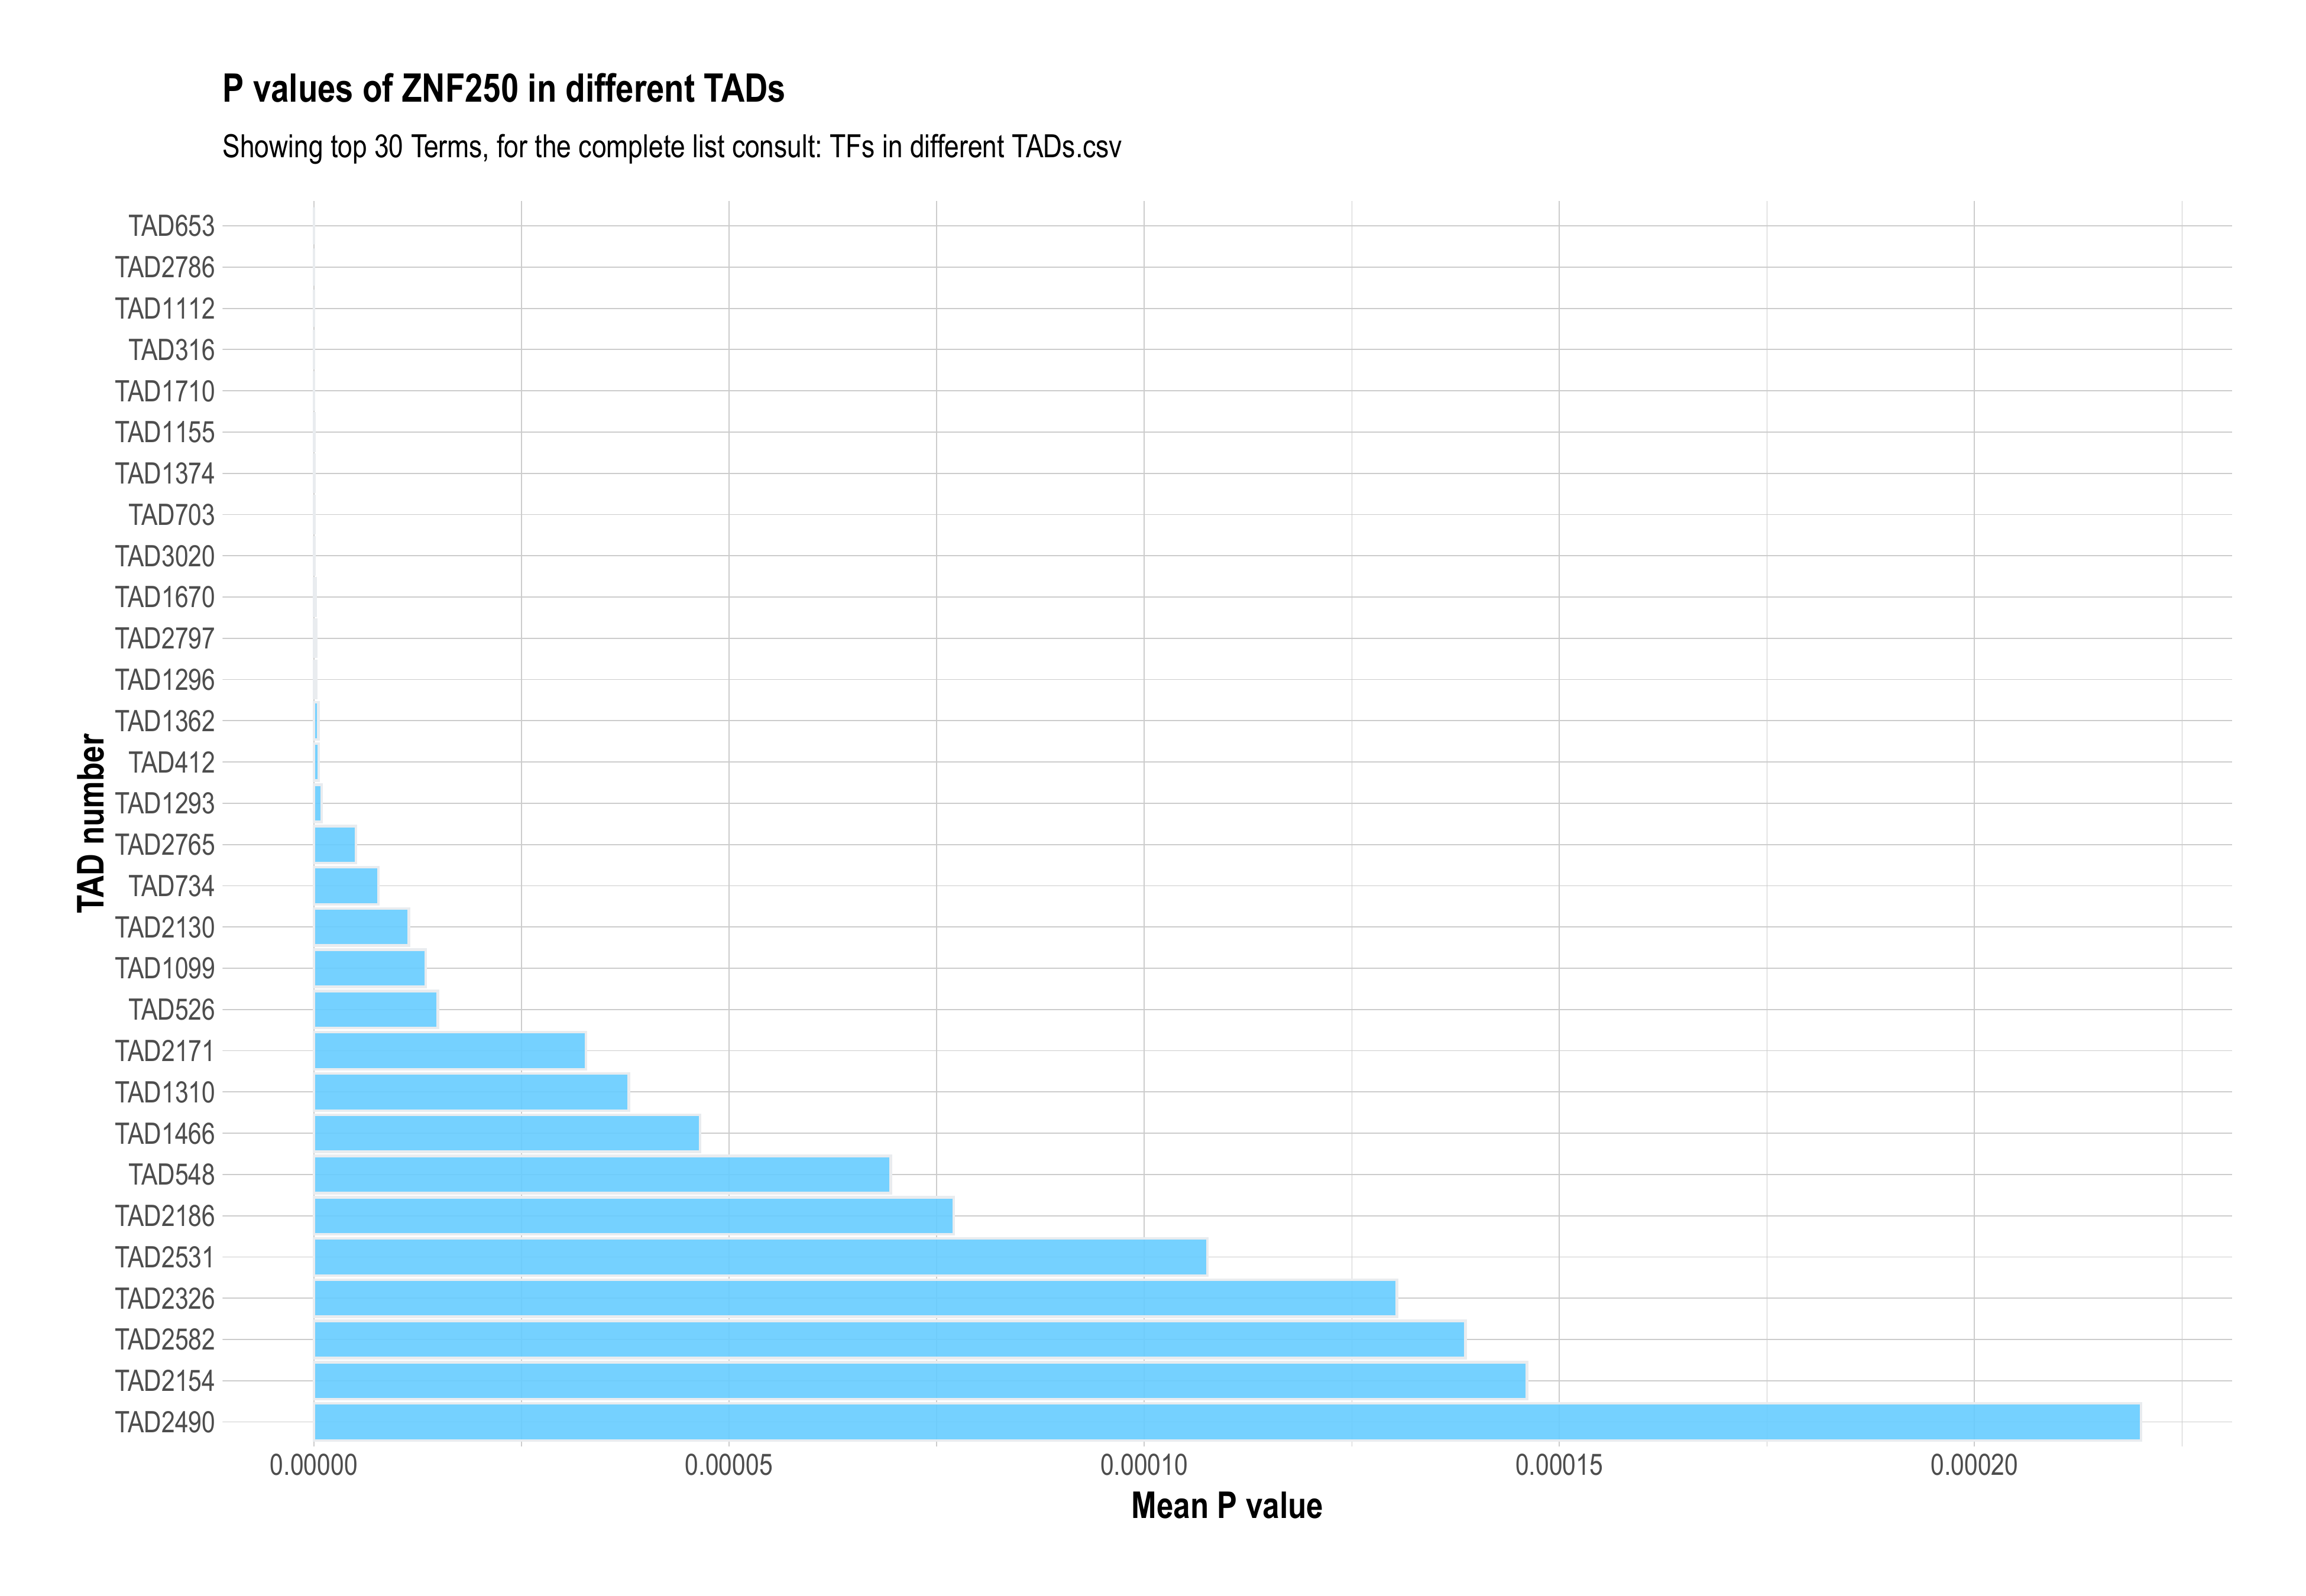 P values of ZNF250 in different TADs
Showing top 30 Terms, for the complete list consult: TFs in different TADs.csv
TAD number
TAD653
TAD2786
TAD1112
TAD316
TAD1710
TAD1155
TAD1374
TAD703
TAD3020
TAD1670
TAD2797
TAD1296
TAD1362
TAD412
TAD1293
TAD2765
TAD734
TAD2130
TAD1099
TAD526
TAD2171
TAD1310
TAD1466
TAD548
TAD2186
TAD2531
TAD2326
TAD2582
TAD2154
TAD2490
0.00000 0.00005 0.00010 0.00015 0.00020
Mean P value